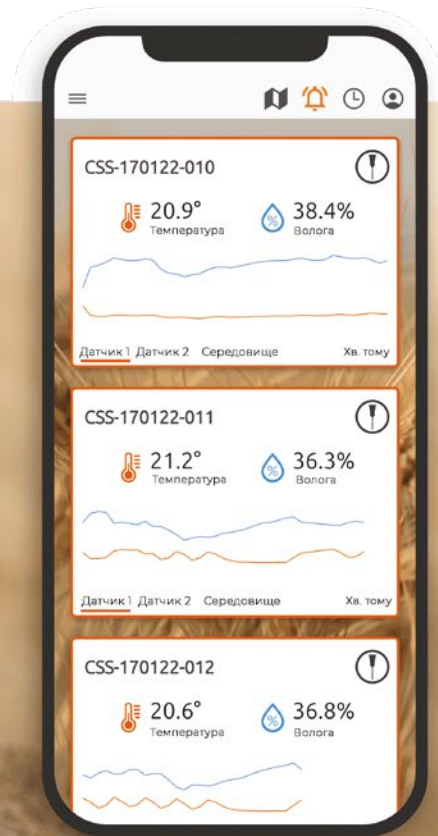 CSS-170122-010
20.9° 38.4%
Температура Волога
Датчик 1 Датчик 2 Середовище Хв. тому
CSS-170122-011
21.2° 36.3%
Температура Волога
Датчик 1 Датчик 2 Середовище Хв. тому
CSS-170122-012
20.6° 36.8%
Температура Волога